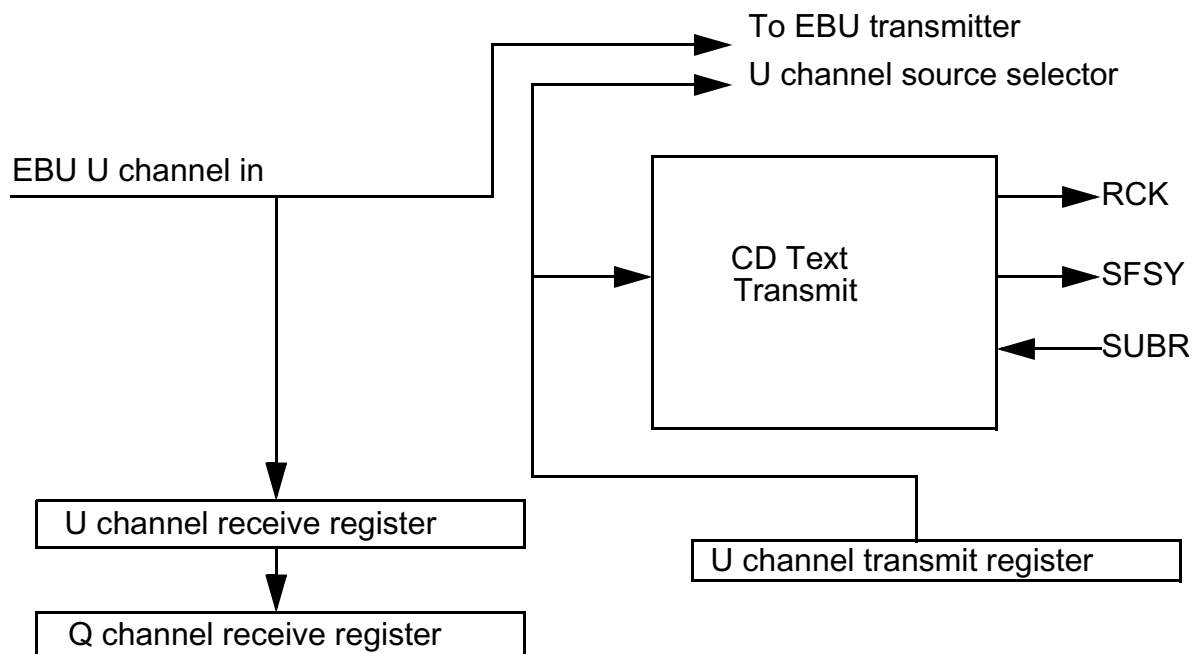 To EBU transmitter
U channel source selector
EBU U channel in
RCK
CD Text
Transmit
SFSY
SUBR
U channel receive register
U channel transmit register
Q channel receive register